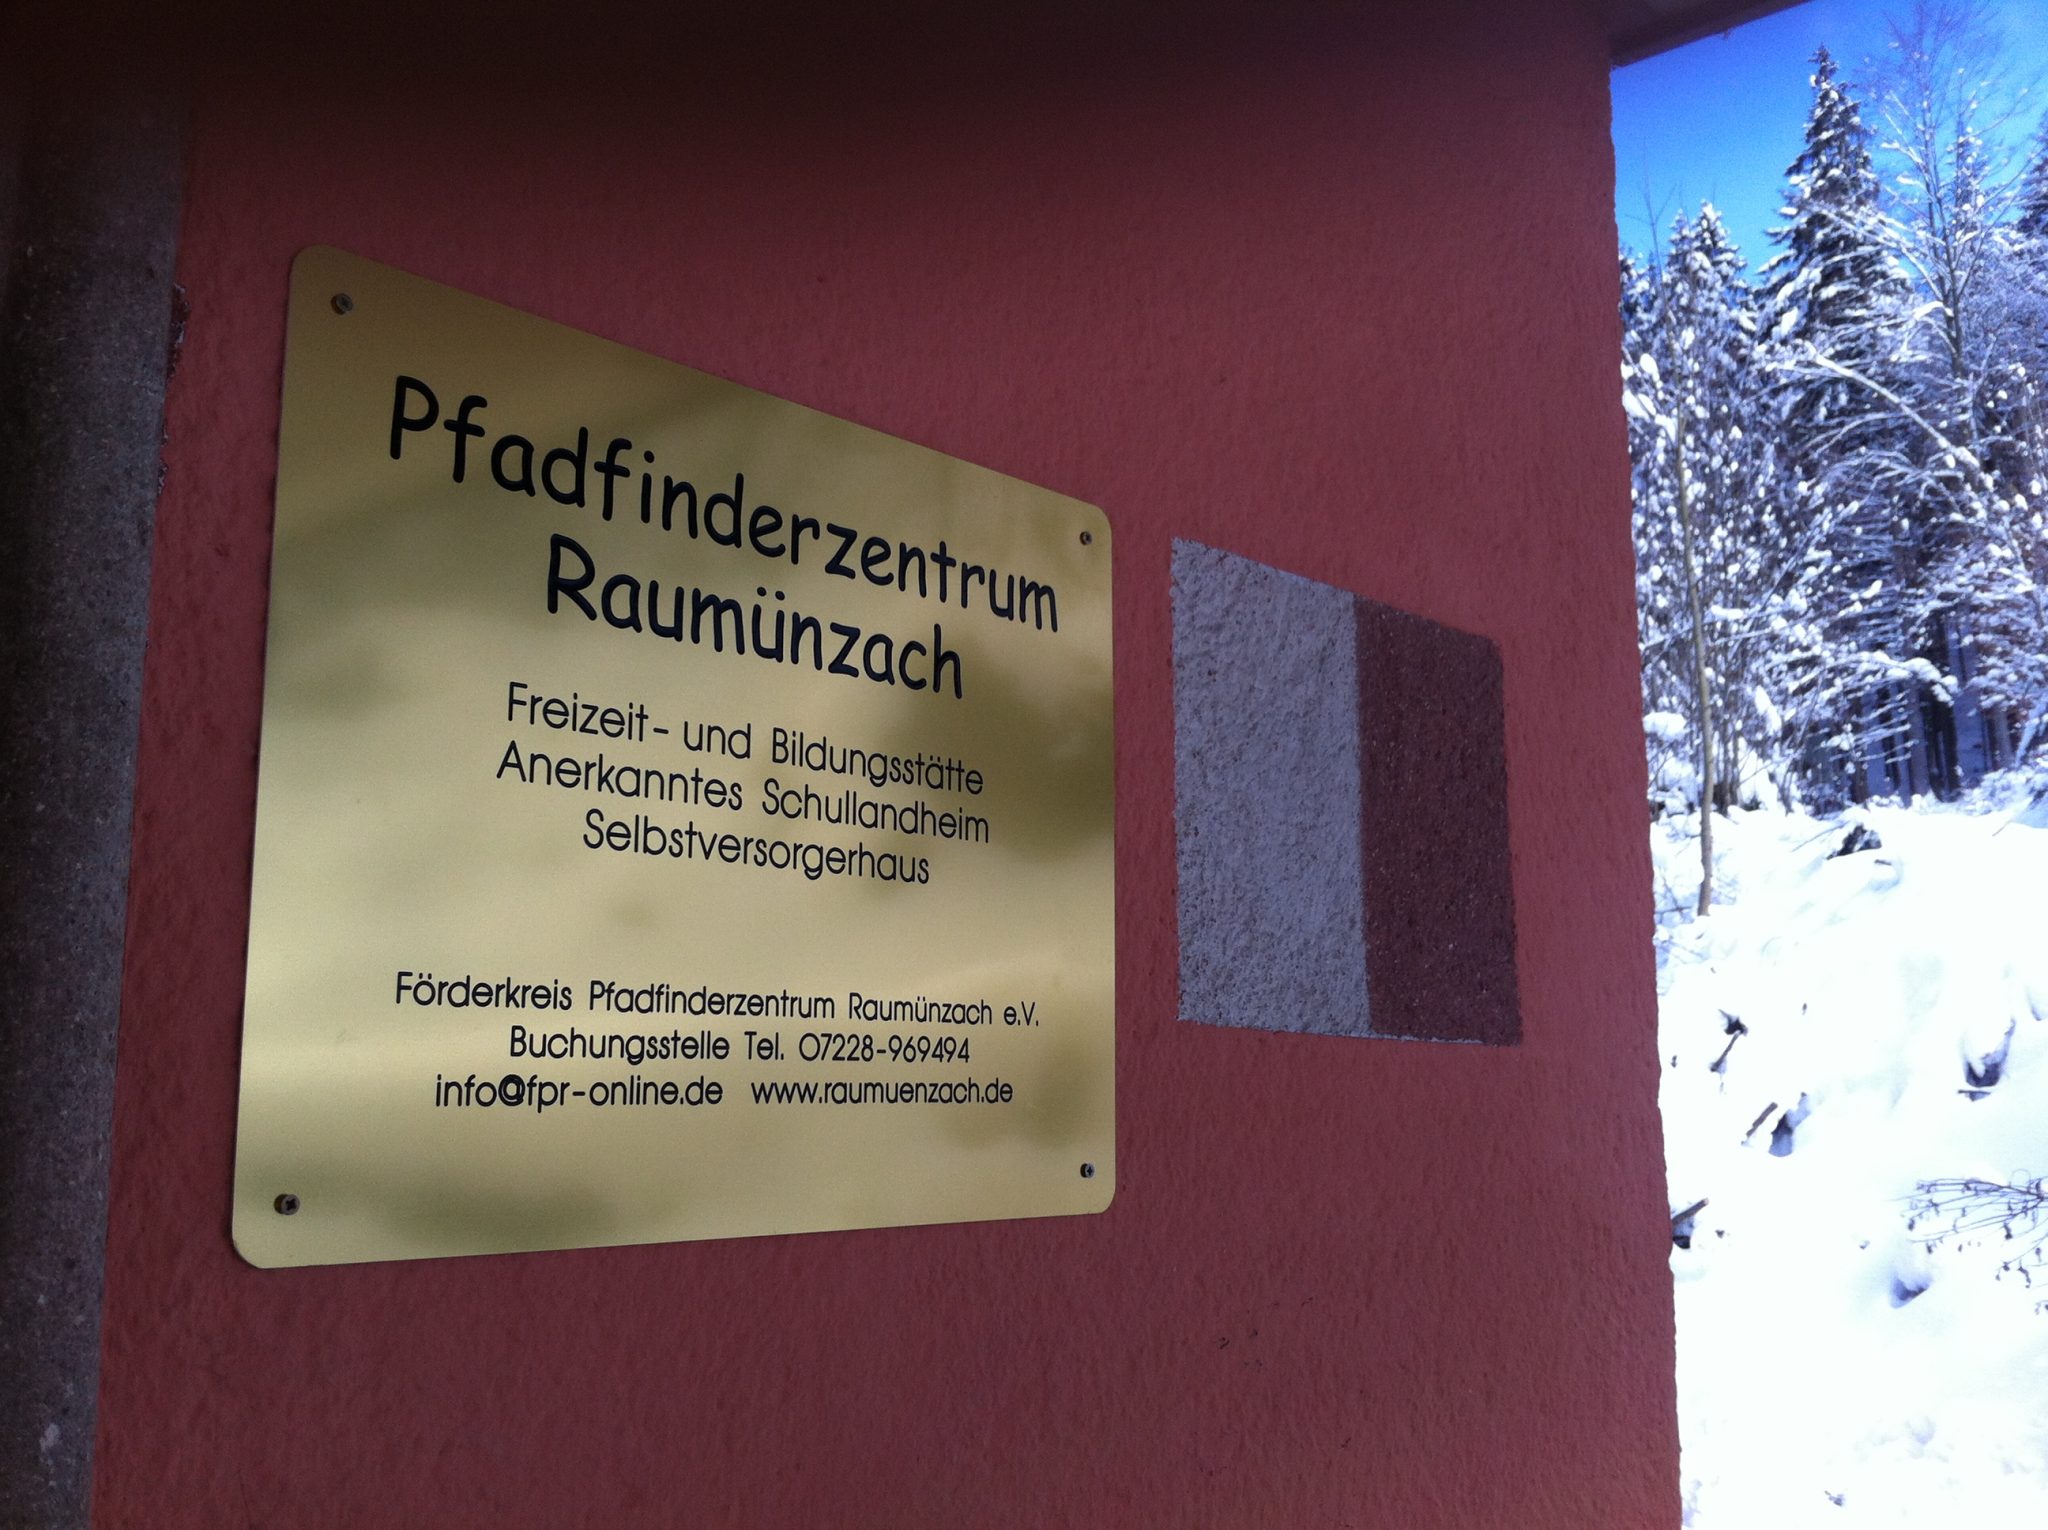 Pfadfinderzentrum
Raumünzach
Freizeit- und Bildungsstätte
Anerkanntes Schullandheim
Selbstversorgerhaus
Förderkreis Pfadfinderzentrum Raumünzach e.V.
Buchungsstelle Tel. 07228-969494
info@fpr-online.de www.raumuenzach.de